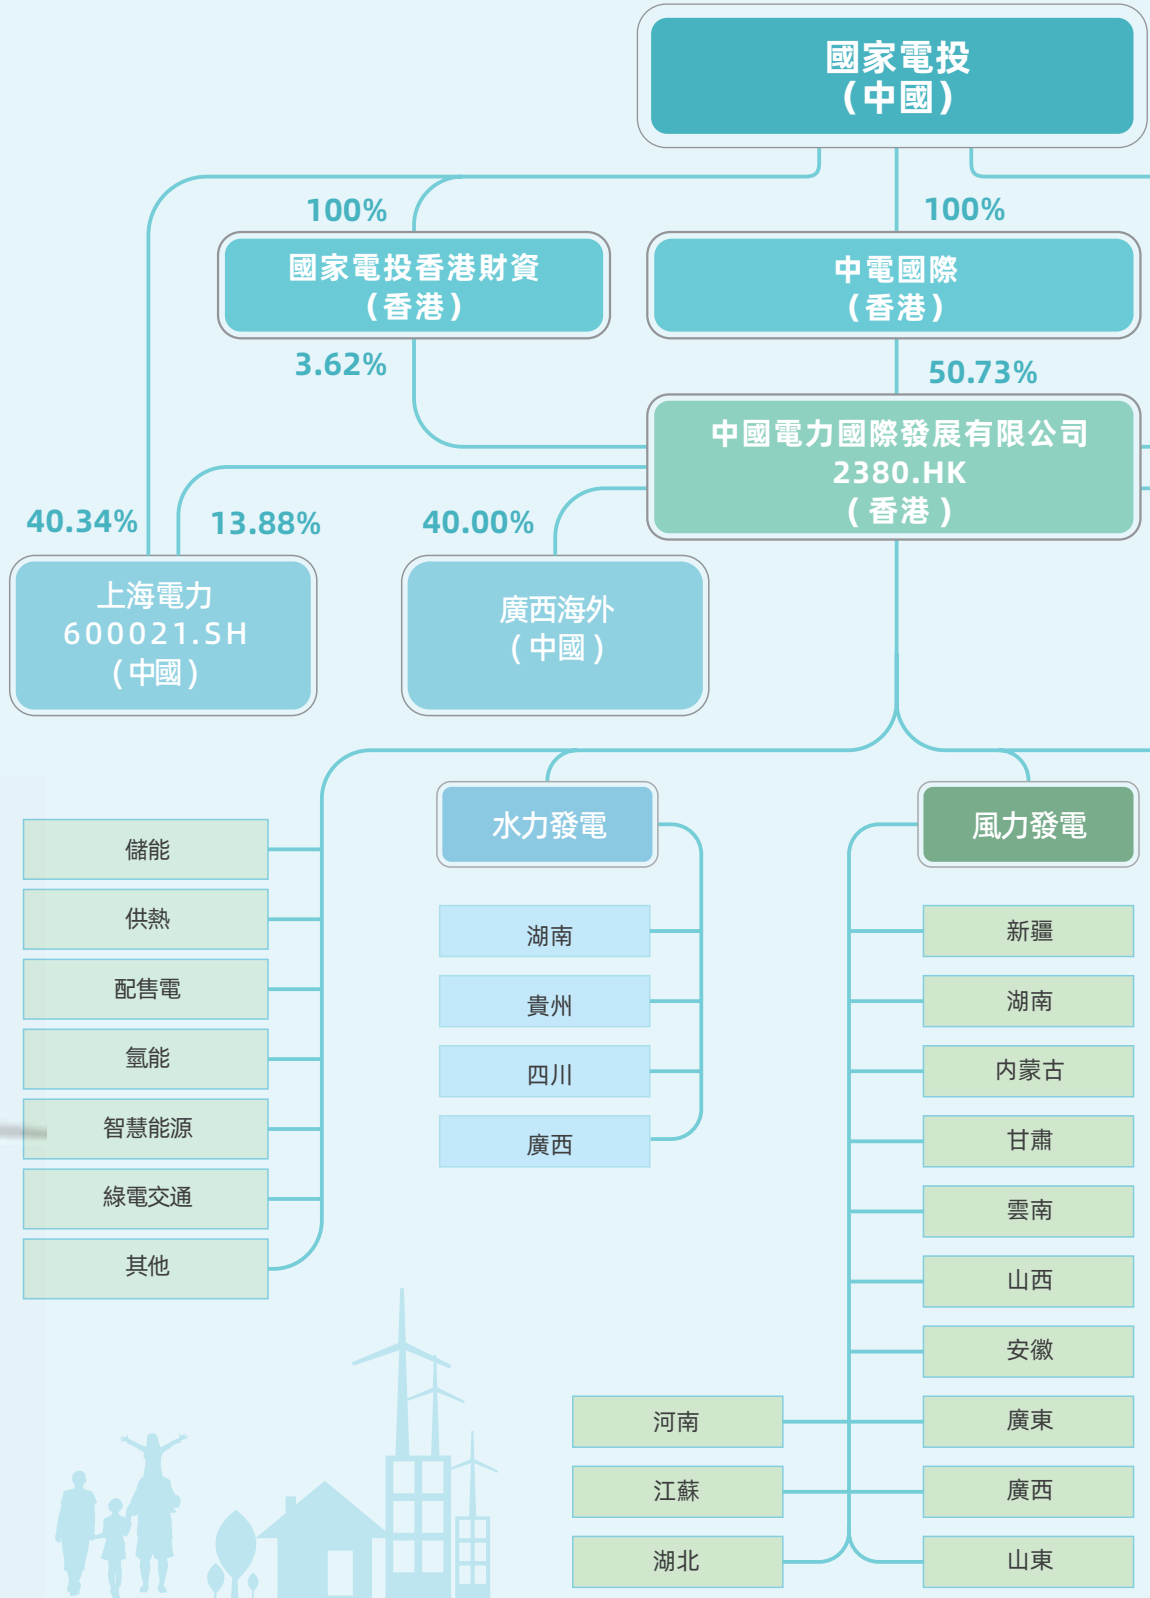 國家電投
(中國)
100%
100%
國家電投香港財資
(香港)
中電國際
(香港)
3.62%
50.73%
中國電力國際發展有限公司
2380.HK
(香港)
40.34%
13.88%
40.00%
上海電力
600021.SH
(中國)
廣西海外
(中國)
儲能
供熱
配售電
氫能
智慧能源
綠電交通
其他
水力發電
湖南
貴州
四川
廣西
風力發電
新疆
湖南
内蒙古
甘肅
雲南
山西
安徽
廣東
廣西
山東
河南
江蘇
湖北